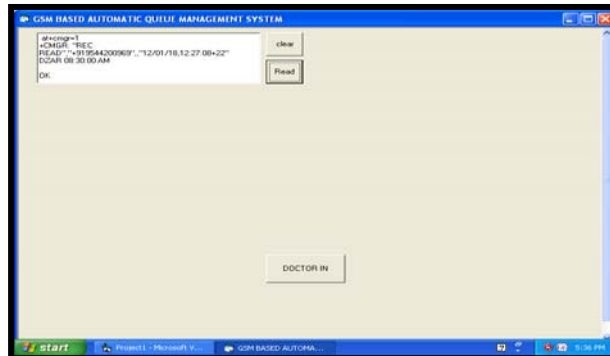 GSM BASED AUTOMATIC QUEUE MANAGEMENT SYSTEM
at+cmgr=1
+CMGR: "REC
READ","+919544200969",,"12/01/18,12:27:08+22"
DZAR 08:30:00 AM
OK
clear
Read
DOCTOR IN
start
Project1 - Microsoft V...
GSM BASED AUTOMA...
5:36 PM